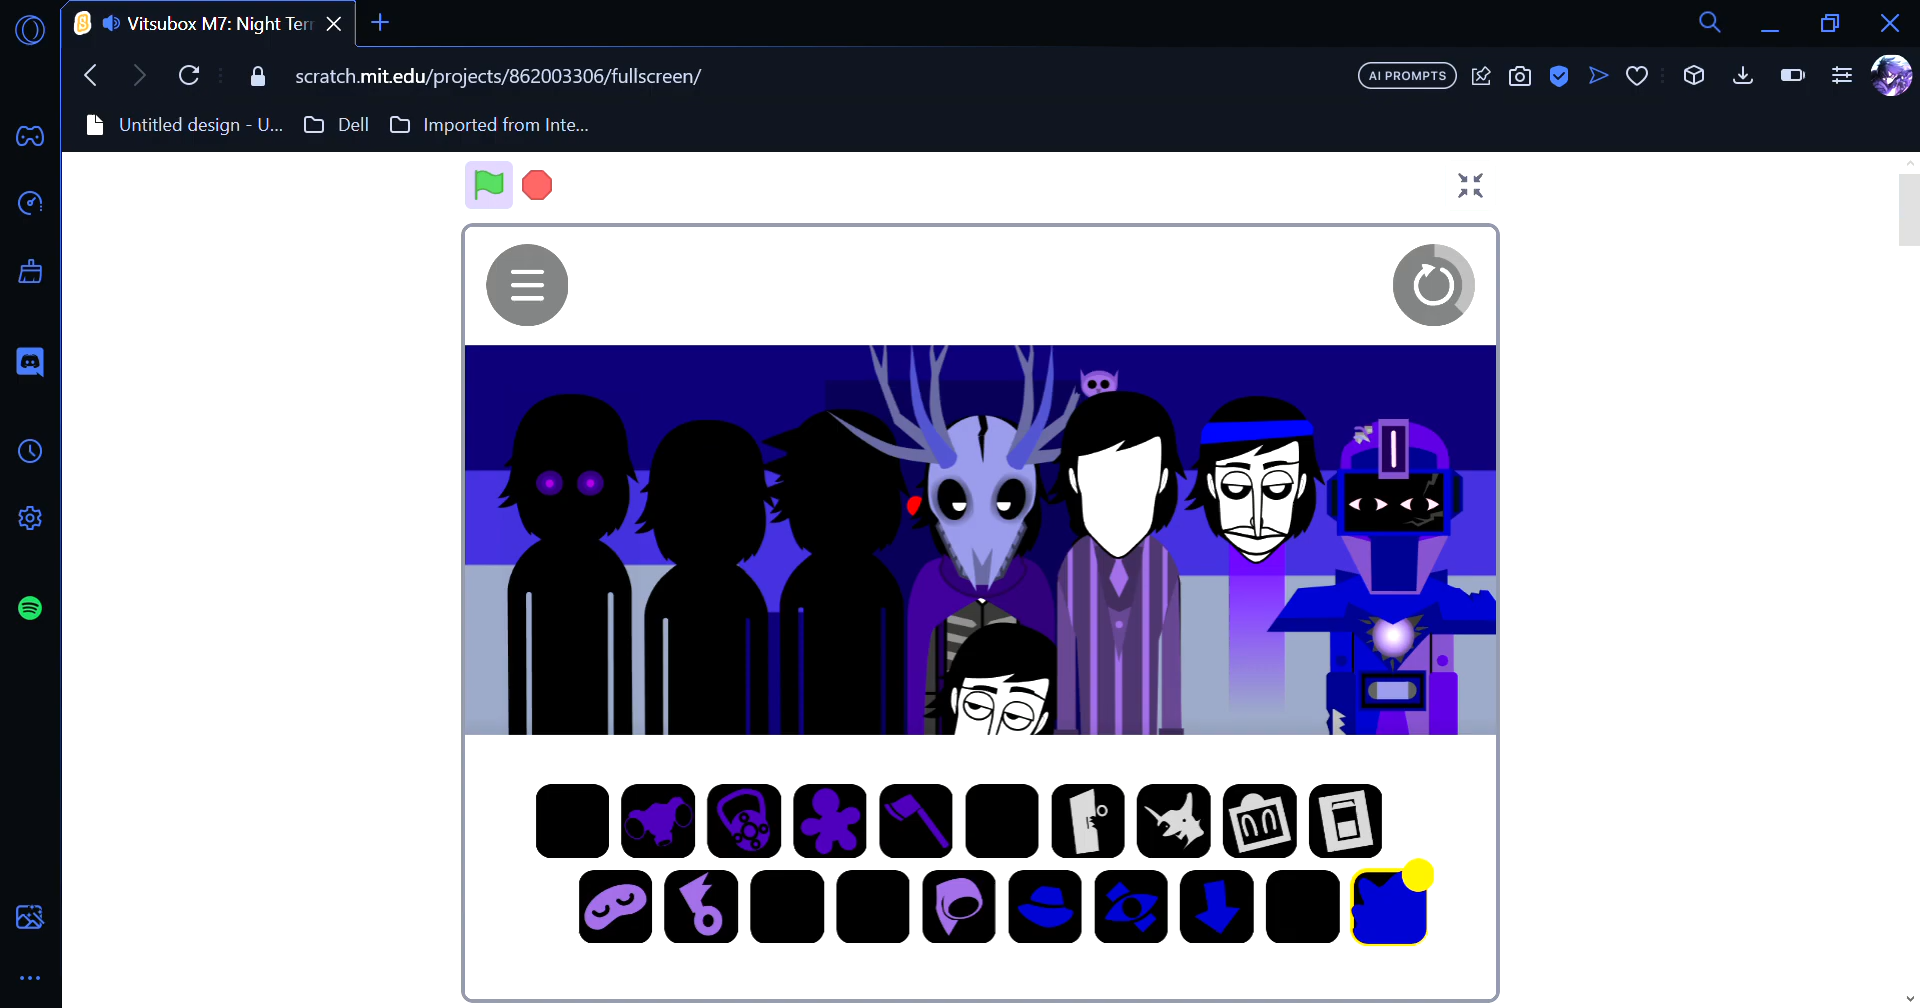 Vitsubox M7: Night Terr
scratch.mit.edu/projects/862003306/fullscreen/
AI PROMPTS
Untitled design - U...
Dell
Imported from Inte...